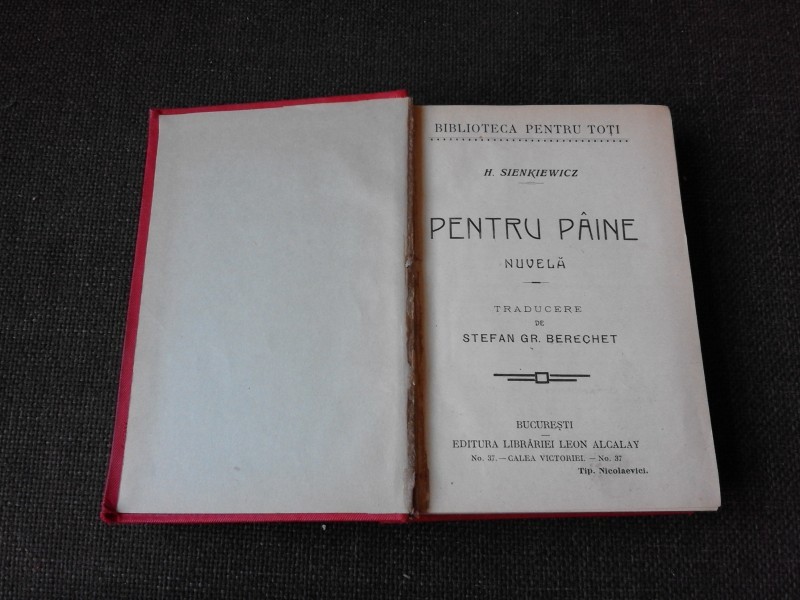 BIBLIOTECA PENTRU TOȚI
H. SIENKIEWICZ
PENTRU PÂINE
NUVELĂ
TRADUCERE
DE
STEFAN GR. BERECHET
BUCUREȘTI
EDITURA LIBRĂRIEI LEON ALCALAY
No. 37. — CALEA VICTORIEI. — No. 37
Tip. Nicolaevici.